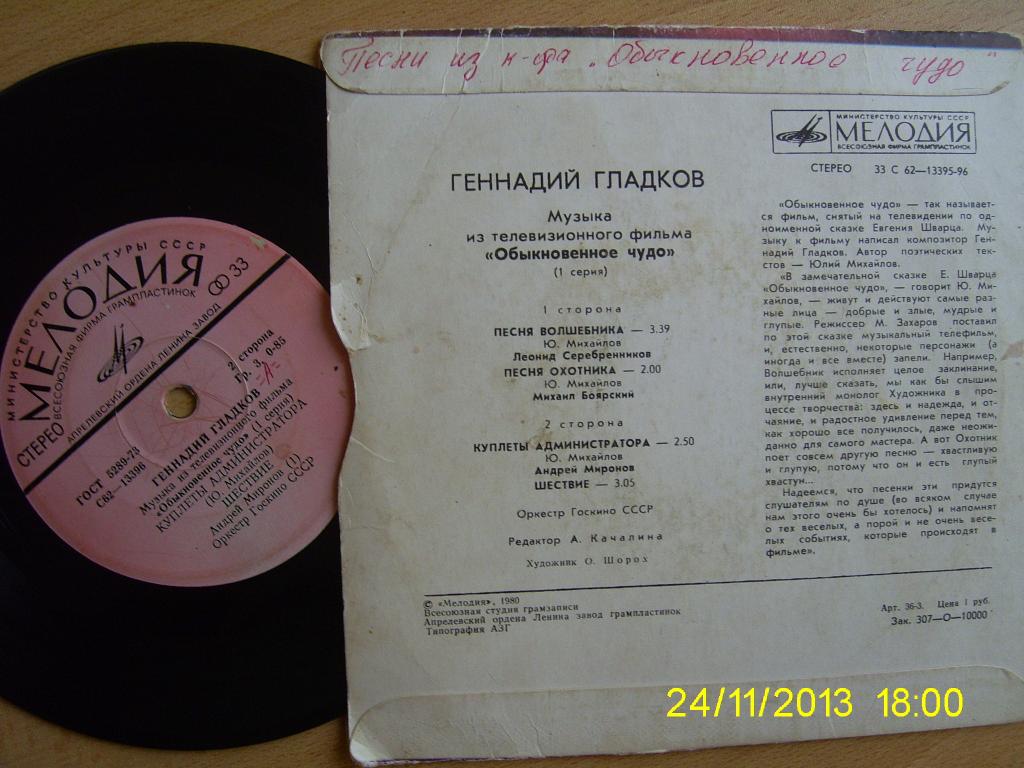 Песни из к-фа „Обыкновенное чудо"
МИНИСТЕРСТВО КУЛЬТУРЫ СССР
МЕЛОДИЯ
ВСЕСОЮЗНАЯ ФИРМА ГРАМПЛАСТИНОК
СТЕРЕО 33 С 62—13395-96
ГЕННАДИЙ ГЛАДКОВ
Музыка
из телевизионного фильма
«Обыкновенное чудо»
(1 серия)
1 сторона
ПЕСНЯ ВОЛШЕБНИКА — 3.39
Ю. Михайлов
Леонид Серебренников
ПЕСНЯ ОХОТНИКА — 2.00
Ю. Михайлов
Михаил Боярский
2 сторона
КУПЛЕТЫ АДМИНИСТРАТОРА — 2.50
Ю. Михайлов
Андрей Миронов
ШЕСТВИЕ — 3.05
Оркестр Госкино СССР
Редактор А. Качалина
Художник О. Шорох
«Обыкновенное чудо» — так называет-
ся фильм, снятый на телевидении по од-
ноименной сказке Евгения Шварца. Му-
зыку к фильму написал композитор Ген-
надий Гладков. Автор поэтических тек-
стов — Юлий Михайлов.
«В замечательной сказке Е. Шварца
«Обыкновенное чудо», — говорит Ю. Ми-
хайлов, — живут и действуют самые раз-
ные лица — добрые и злые, мудрые и
глупые. Режиссер М. Захаров поставил
по этой сказке музыкальный телефильм,
и, естественно, некоторые персонажи (а
иногда и все вместе) запели. Например,
Волшебник исполняет целое заклинание,
или, лучше сказать, мы как бы слышим
внутренний монолог Художника в про-
цессе творчества: здесь и надежда, и от-
чаяние, и радостное удивление перед тем,
как хорошо все получилось, даже неожи-
данно для самого мастера. А вот Охотник
поет совсем другую песню — хвастливую
и глупую, потому что он и есть глупый
хвастун...
Надеемся, что песенки эти придутся
слушателям по душе (во всяком случае
нам этого очень бы хотелось) и напомнят
о тех веселых, а порой и не очень весе-
лых событиях, которые происходят в
фильме».
© «Мелодия», 1980
Всесоюзная студия грамзаписи
Апрелевский ордена Ленина завод грампластинок
Типография АЗГ
Арт. 36-3. Цена 1 руб.
Зак. 307—О—10000
МИНИСТЕРСТВО КУЛЬТУРЫ СССР
МЕЛОДИЯ
ВСЕСОЮЗНАЯ ФИРМА ГРАМПЛАСТИНОК
СТЕРЕО
33
АПРЕЛЕВСКИЙ ОРДЕНА ЛЕНИНА ЗАВОД
2 сторона
Гр. 3, 0-85
=А=
ГОСТ 5289-73
С62—13396
ГЕННАДИЙ ГЛАДКОВ
Музыка из телевизионного фильма
«Обыкновенное чудо» (1 серия)
КУПЛЕТЫ АДМИНИСТРАТОРА
(Ю. Михайлов)
ШЕСТВИЕ
Андрей Миронов (1)
Оркестр Госкино СССР
24/11/2013 18:00